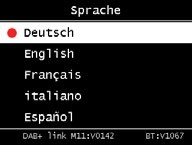 Sprache
Deutsch
English
Français
italiano
Español
DAB+ link M11:V0142 BT:V1067